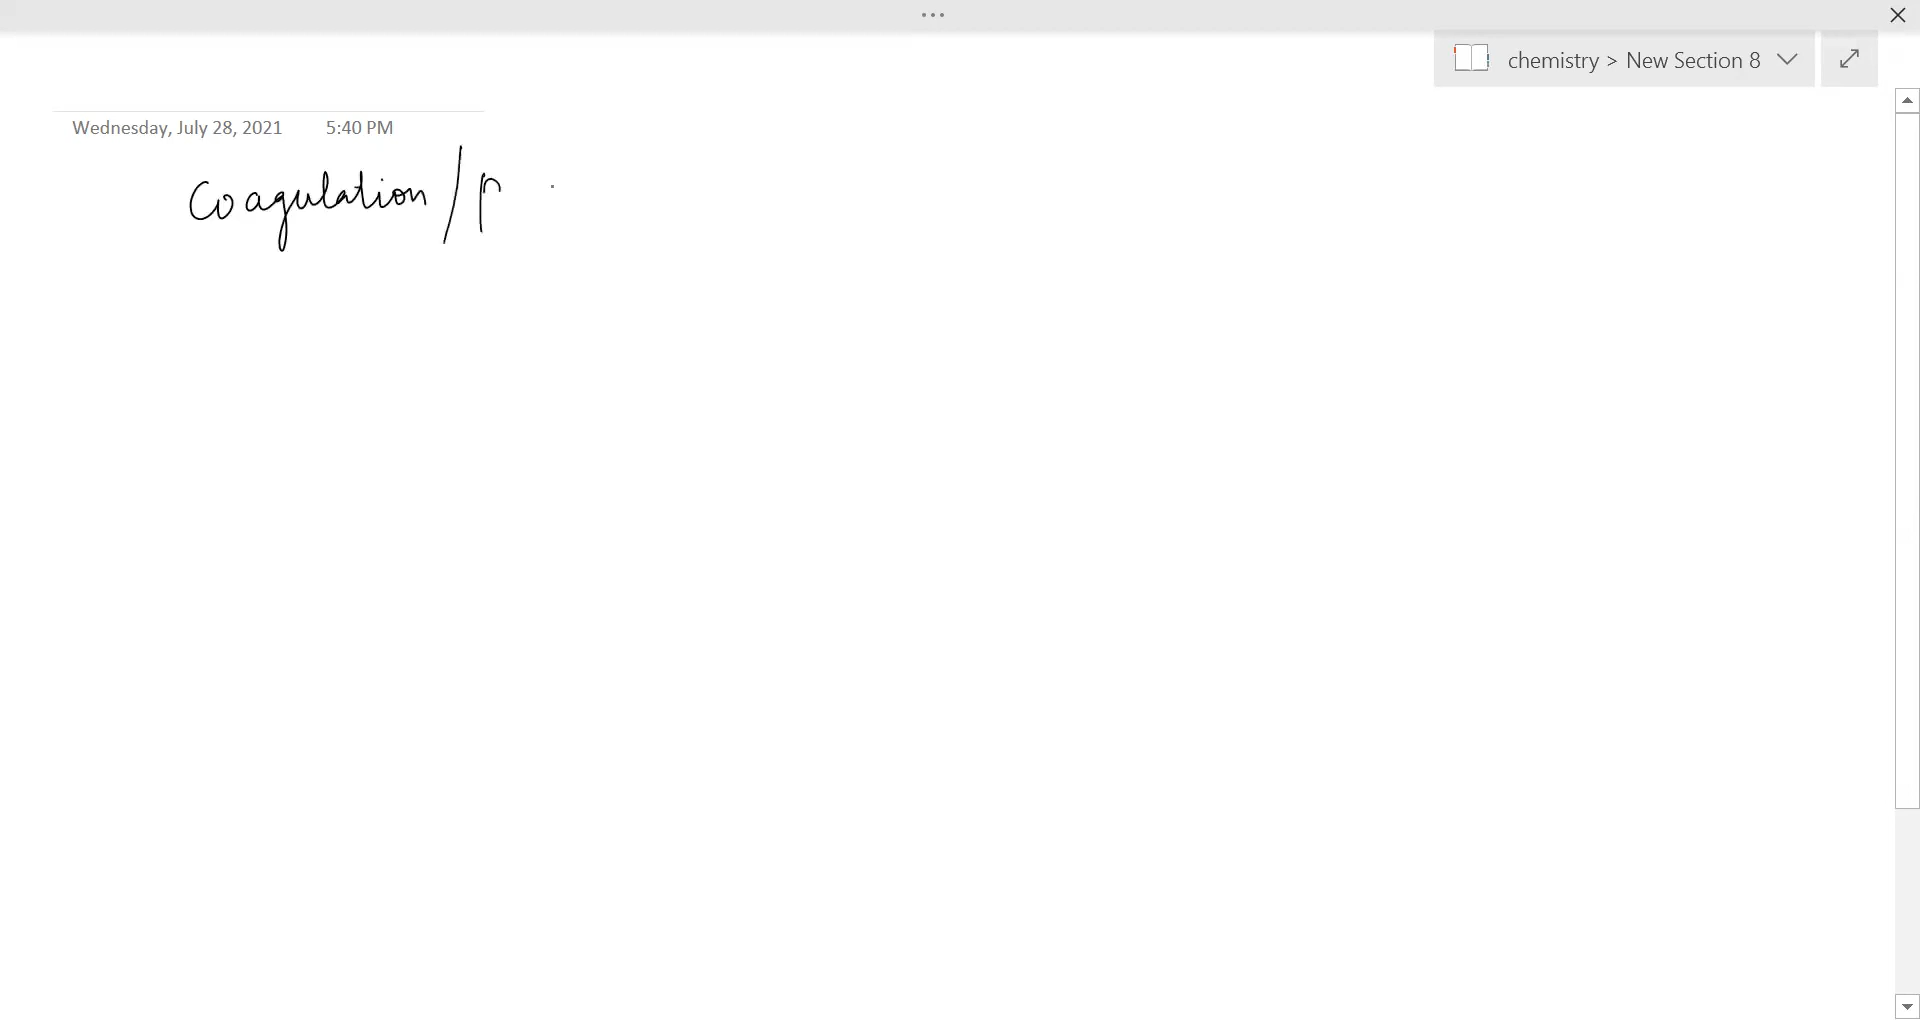 chemistry > New Section 8
Wednesday, July 28, 2021 5:40 PM
Coagulation / p